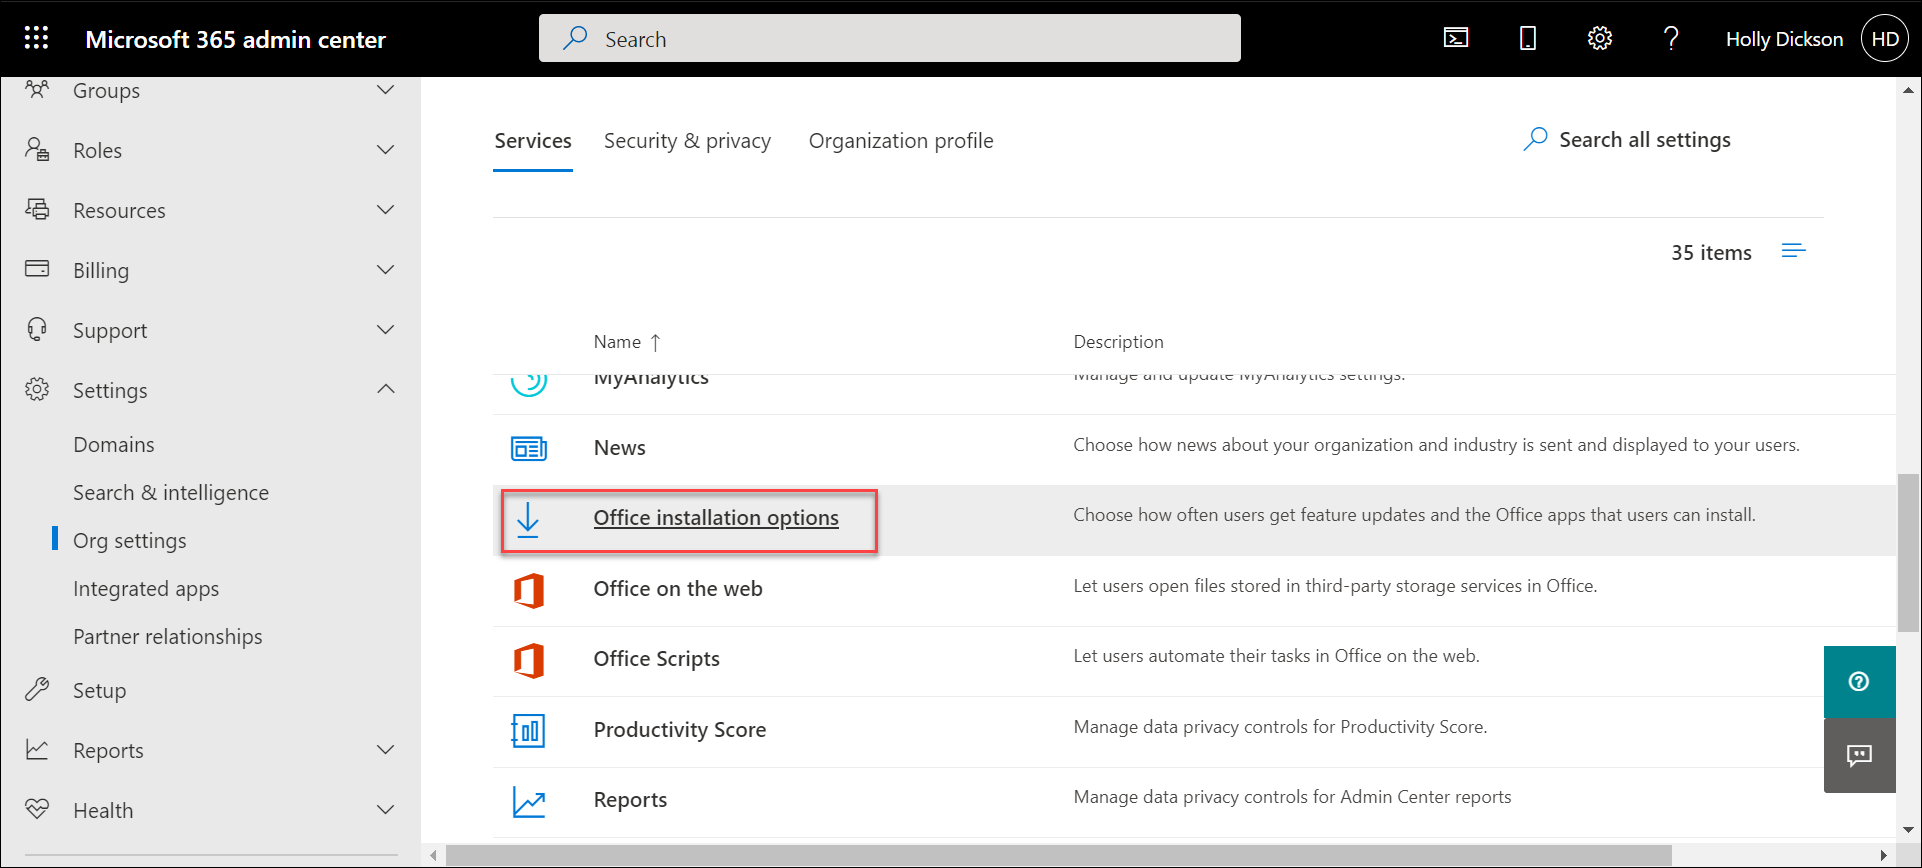 Microsoft 365 admin center
Search
Holly Dickson
HD
Groups
Roles
Resources
Billing
Support
Settings
Domains
Search & intelligence
Org settings
Integrated apps
Partner relationships
Setup
Reports
Health
Services
Security & privacy
Organization profile
Search all settings
35 items
Name ↑
Description
MyAnalytics
Manage and update MyAnalytics settings.
News
Choose how news about your organization and industry is sent and displayed to your users.
Office installation options
Choose how often users get feature updates and the Office apps that users can install.
Office on the web
Let users open files stored in third-party storage services in Office.
Office Scripts
Let users automate their tasks in Office on the web.
Productivity Score
Manage data privacy controls for Productivity Score.
Reports
Manage data privacy controls for Admin Center reports